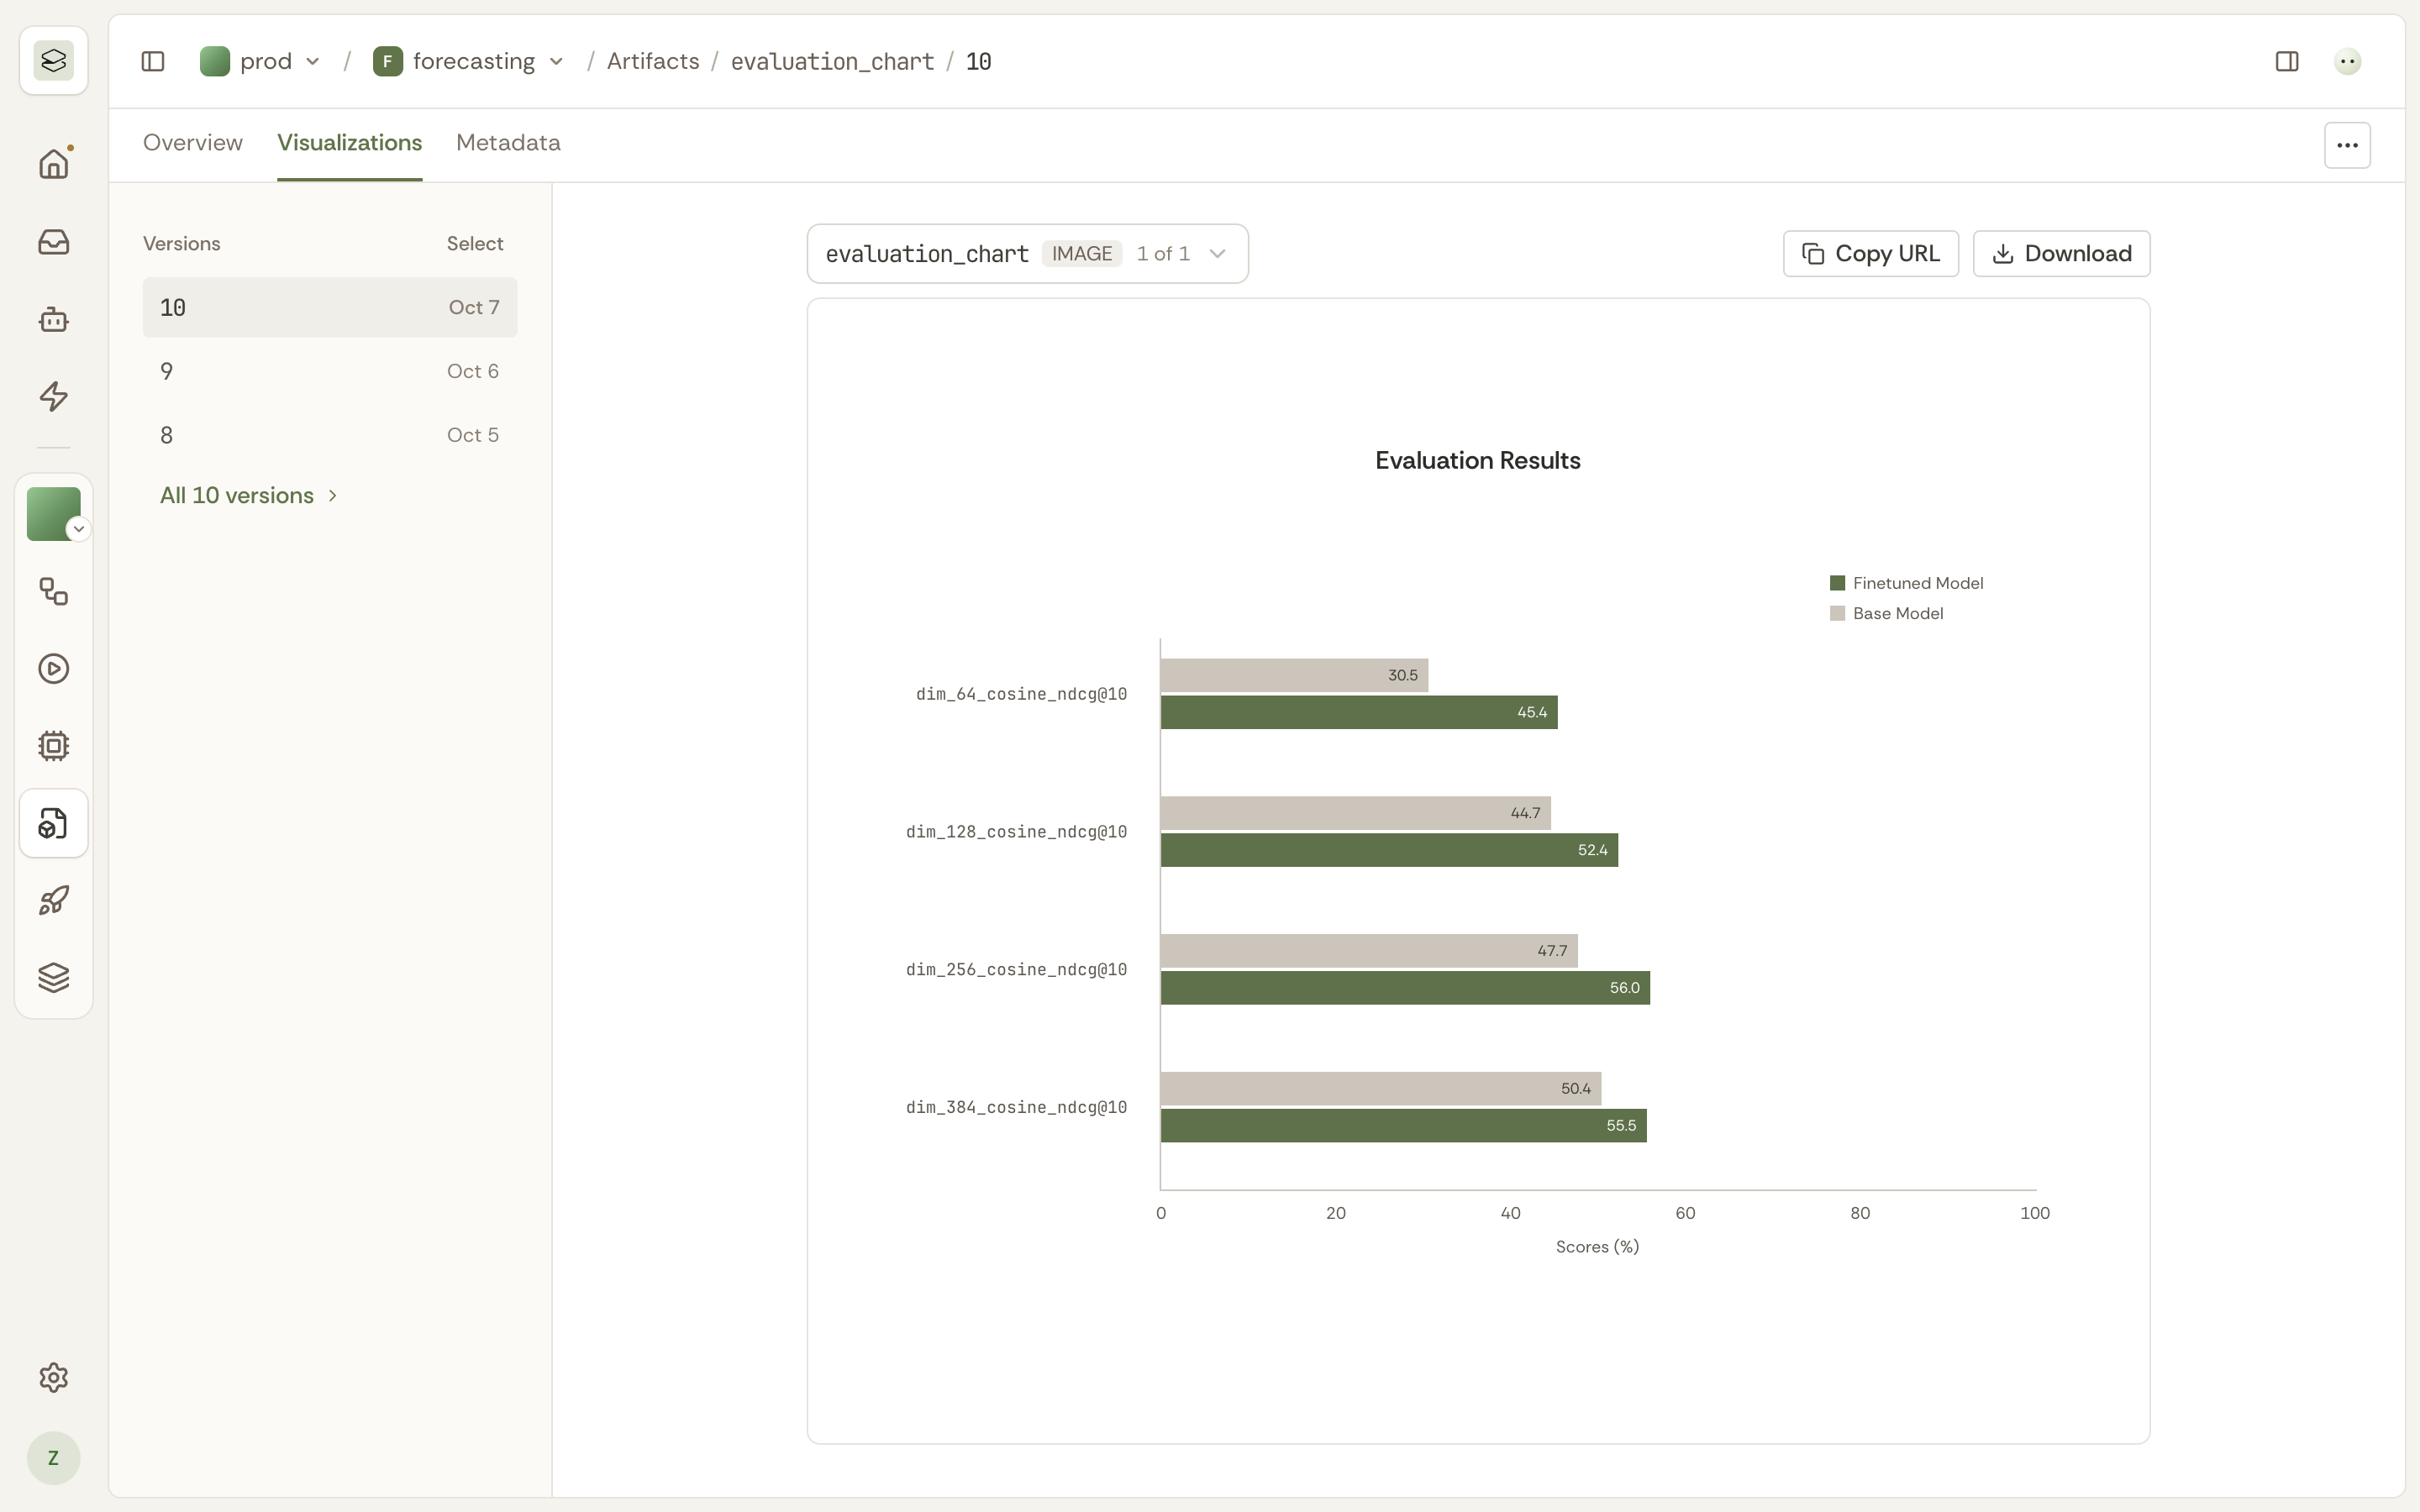 prod / F forecasting / Artifacts / evaluation_chart / 10
Overview Visualizations Metadata
Versions Select
10 Oct 7
9 Oct 6
8 Oct 5
All 10 versions
evaluation_chart IMAGE 1 of 1
Copy URL Download
Evaluation Results
Finetuned Model
Base Model
dim_64_cosine_ndcg@10
30.5
45.4
dim_128_cosine_ndcg@10
44.7
52.4
dim_256_cosine_ndcg@10
47.7
56.0
dim_384_cosine_ndcg@10
50.4
55.5
0 20 40 60 80 100
Scores (%)
Z